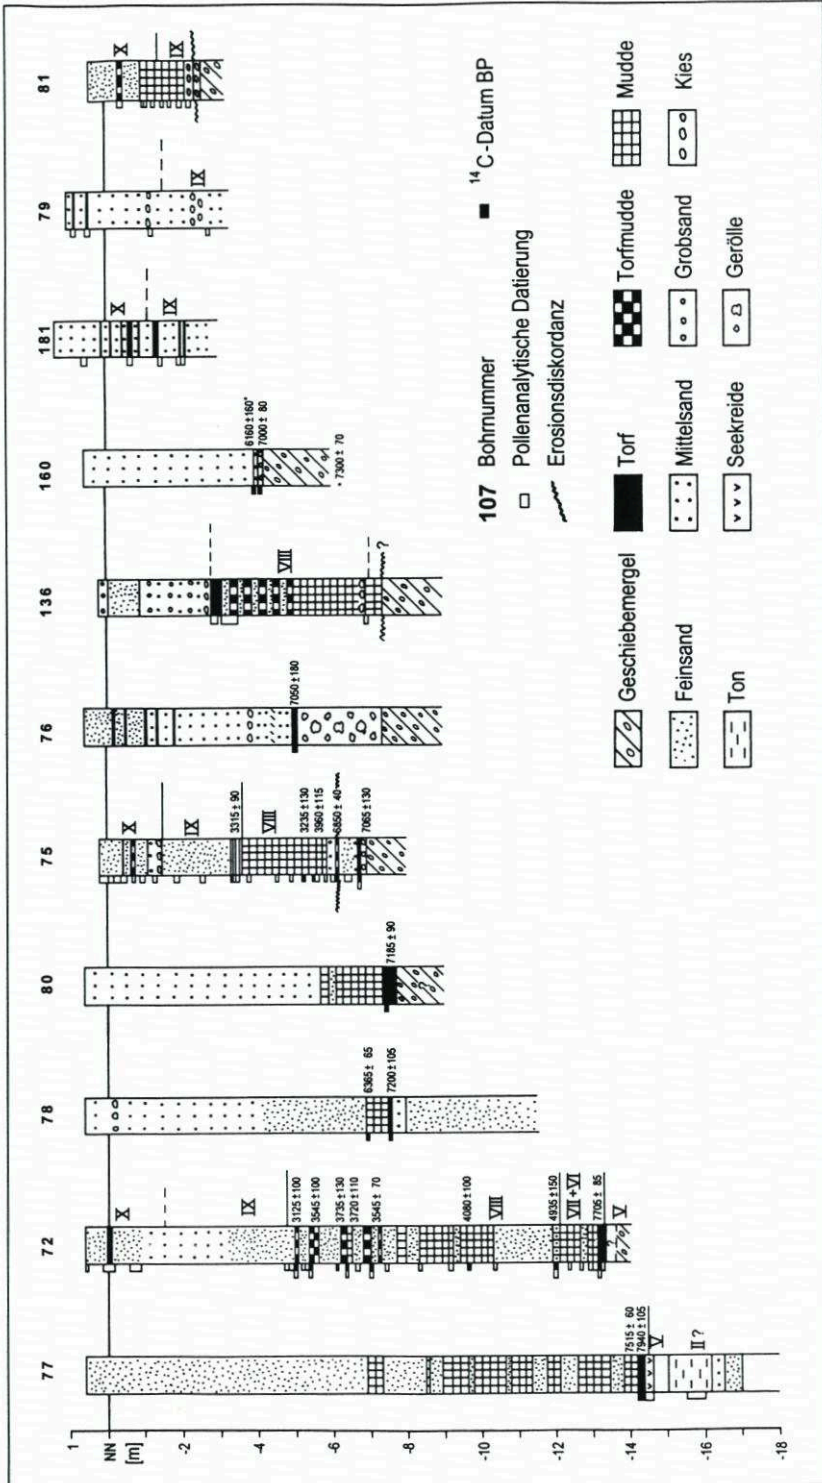 77
72
78
80
75
76
136
160
181
79
81
1
NN
[m]
-2
-4
-6
-8
-10
-12
-14
-16
-18
7515 ± 60
7940 ± 105
V
II ?
X
IX
3125 ± 100
3545 ± 100
3735 ± 130
3720 ± 110
3545 ± 70
4080 ± 100
VIII
4935 ± 150
VII + VI
7705 ± 85
V
?
6365 ± 65
7200 ± 105
7185 ± 90
?
X
IX
3315 ± 90
VIII
3235 ± 130
3960 ± 115
6850 ± 40
7065 ± 130
7050 ± 180
VIII
?
6160 ± 160*
7000 ± 80
* 7300 ± 70
X
IX
IX
X
IX
107 Bohrnummer
14C-Datum BP
Pollenanalytische Datierung
Erosionsdiskordanz
Geschiebemergel
Torf
Torfmudde
Mudde
Feinsand
Mittelsand
Grobsand
Kies
Ton
Seekreide
Gerölle